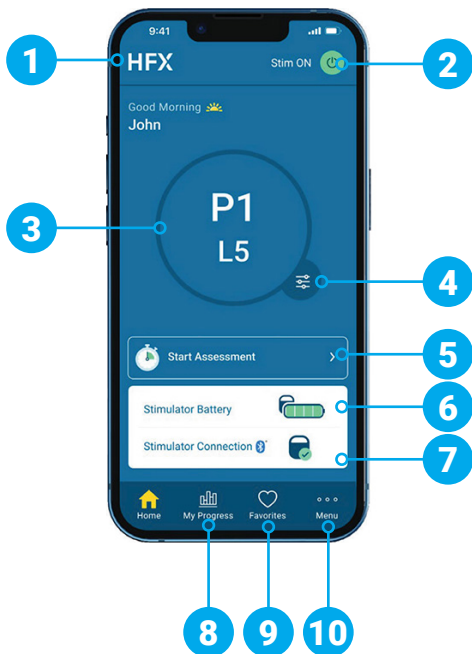 9:41
1
HFX
Stim ON
2
Good Morning
John
3
P1
L5
4
Start Assessment
5
Stimulator Battery
6
Stimulator Connection
7
Home
My Progress
Favorites
Menu
8
9
10